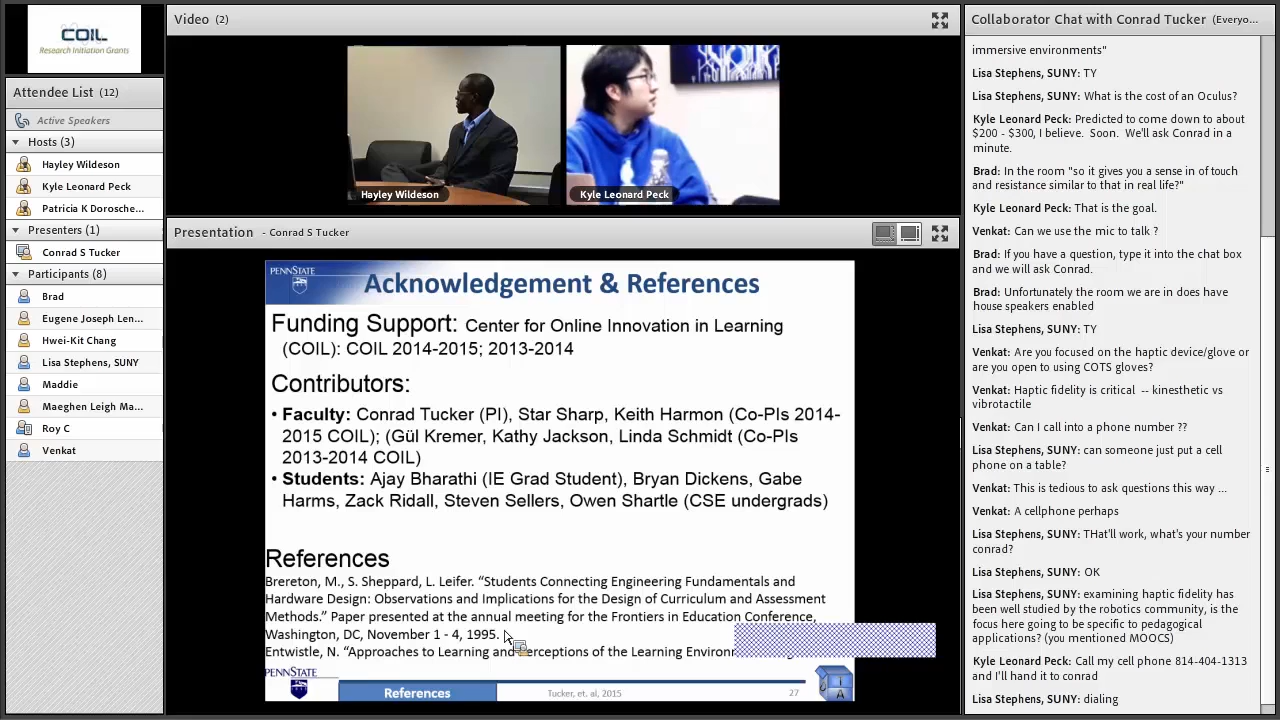 COIL
Research Initiation Grants
Attendee List (12)
Active Speakers
Hosts (3)
Hayley Wildeson
Kyle Leonard Peck
Patricia K Dorosche...
Presenters (1)
Conrad S Tucker
Participants (8)
Brad
Eugene Joseph Len...
Hwei-Kit Chang
Lisa Stephens, SUNY
Maddie
Maeghen Leigh Ma...
Roy C
Venkat
Video (2)
Hayley Wildeson
Kyle Leonard Peck
Presentation - Conrad S Tucker
PENNSTATE
Acknowledgement & References
Funding Support: Center for Online Innovation in Learning
(COIL): COIL 2014-2015; 2013-2014
Contributors:
• Faculty: Conrad Tucker (PI), Star Sharp, Keith Harmon (Co-PIs 2014-
2015 COIL); (Gül Kremer, Kathy Jackson, Linda Schmidt (Co-PIs
2013-2014 COIL)
• Students: Ajay Bharathi (IE Grad Student), Bryan Dickens, Gabe
Harms, Zack Ridall, Steven Sellers, Owen Shartle (CSE undergrads)
References
Brereton, M., S. Sheppard, L. Leifer. “Students Connecting Engineering Fundamentals and
Hardware Design: Observations and Implications for the Design of Curriculum and Assessment
Methods.” Paper presented at the annual meeting for the Frontiers in Education Conference,
Washington, DC, November 1 - 4, 1995.
Entwistle, N. “Approaches to Learning and Perceptions of the Learning
PENNSTATE
References
Tucker, et. al, 2015
27
Collaborator Chat with Conrad Tucker (Everyo...
immersive environments"
Lisa Stephens, SUNY: TY
Lisa Stephens, SUNY: What is the cost of an Oculus?
Kyle Leonard Peck: Predicted to come down to about
$200 - $300, I believe. Soon. We'll ask Conrad in a
minute.
Brad: In the room "so it gives you a sense in of touch
and resistance similar to that in real life?"
Kyle Leonard Peck: That is the goal.
Venkat: Can we use the mic to talk ?
Brad: If you have a question, type it into the chat box
and we will ask Conrad.
Brad: Unfortunately the room we are in does have
house speakers enabled
Lisa Stephens, SUNY: TY
Venkat: Are you focused on the haptic device/glove or
are you open to using COTS gloves?
Venkat: Haptic fidelity is critical -- kinesthetic vs
vibrotactile
Venkat: Can I call into a phone number ??
Lisa Stephens, SUNY: can someone just put a cell
phone on a table?
Venkat: This is tedious to ask questions this way ...
Venkat: A cellphone perhaps
Lisa Stephens, SUNY: THat'll work, what's your number
conrad?
Lisa Stephens, SUNY: OK
Lisa Stephens, SUNY: examining haptic fidelity has
been well studied by the robotics community, is the
focus here going to be specific to pedagogical
applications? (you mentioned MOOCS)
Kyle Leonard Peck: Call my cell phone 814-404-1313
and I'll hand it to conrad
Lisa Stephens, SUNY: dialing